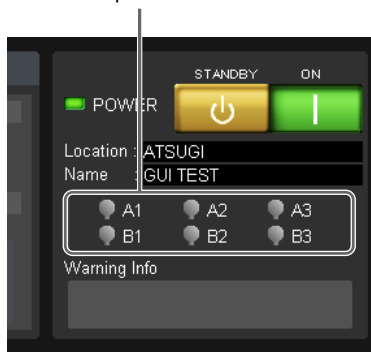 STANDBY ON
POWER
Location : ATSUGI
Name : GUI TEST
A1 A2 A3
B1 B2 B3
Warning Info